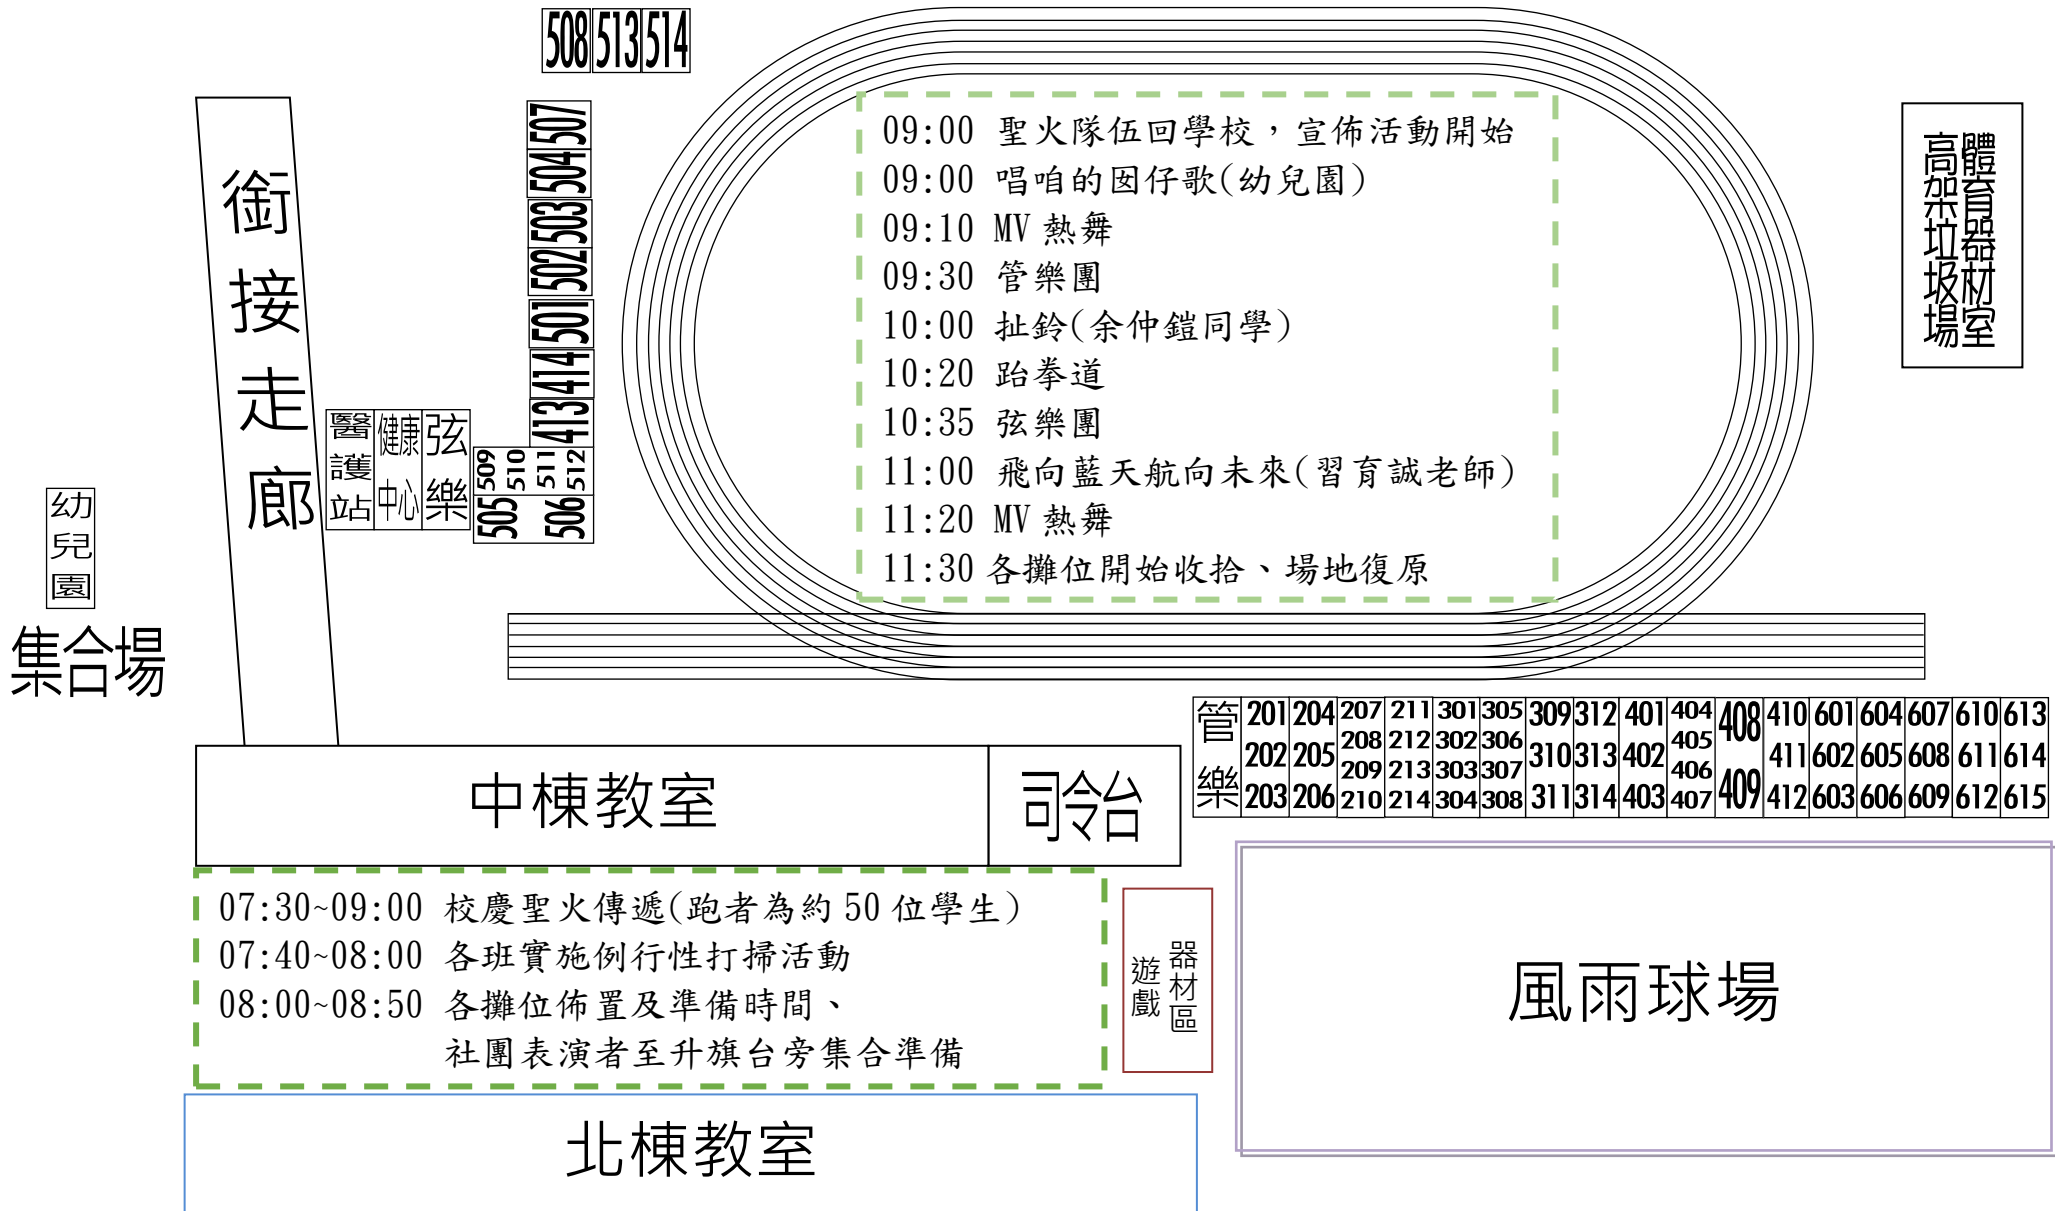 508 513 514
507
504
503
502
501
414
413
509 510 511 512
505 506
銜接走廊
醫護站
健康中心
弦樂
幼兒園
集合場
09:00 聖火隊伍回學校，宣佈活動開始
09:00 唱咱的囡仔歌(幼兒園)
09:10 MV 熱舞
09:30 管樂團
10:00 扯鈴(余仲鎧同學)
10:20 跆拳道
10:35 弦樂團
11:00 飛向藍天航向未來(習育誠老師)
11:20 MV 熱舞
11:30 各攤位開始收拾、場地復原
體育器材室
高架垃圾場
管樂
201 202 203
204 205 206
207 208 209 210
211 212 213 214
301 302 303 304
305 306 307 308
309 310 311
312 313 314
401 402 403
404 405 406 407
408 409
410 411 412
601 602 603
604 605 606
607 608 609
610 611 612
613 614 615
中棟教室
司令台
07:30~09:00 校慶聖火傳遞(跑者為約 50 位學生)
07:40~08:00 各班實施例行性打掃活動
08:00~08:50 各攤位佈置及準備時間、
社團表演者至升旗台旁集合準備
遊戲
器材區
風雨球場
北棟教室